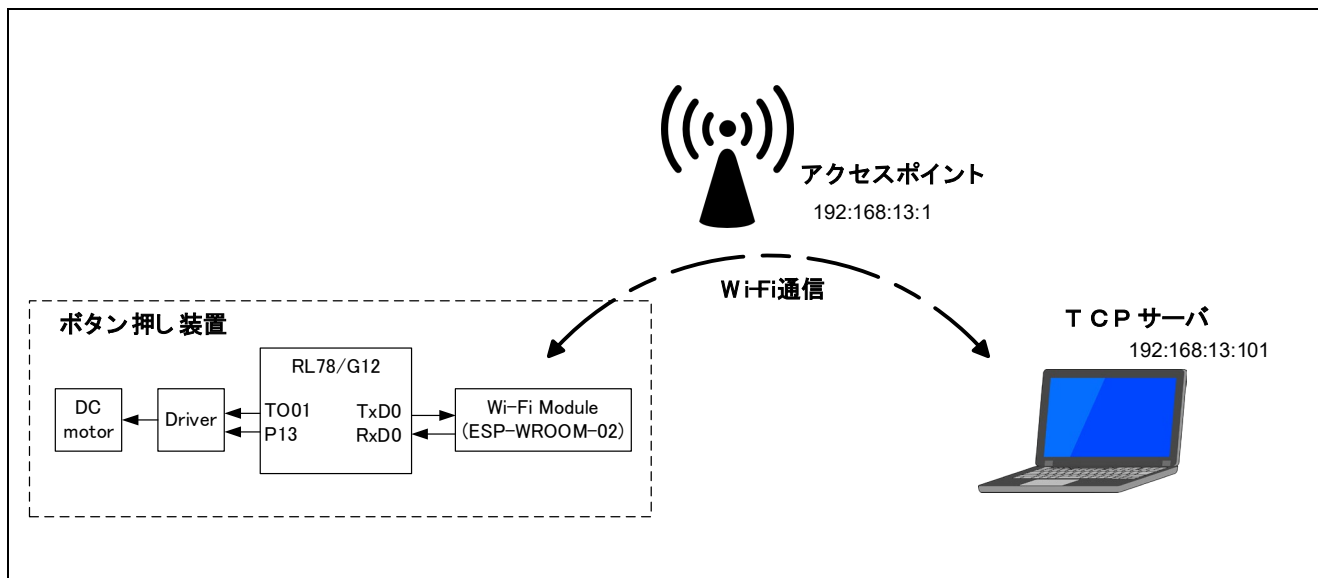 アクセスポイント
192:168:13:1
Wi-Fi通信
ボタン押し装置
TCPサーバ
192:168:13:101
RL78/G12
DC
motor
Driver
TO01
P13
TxD0
RxD0
Wi-Fi Module
(ESP-WROOM-02)